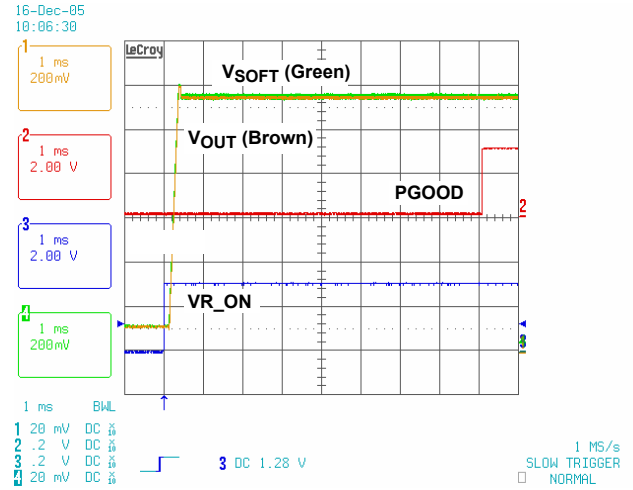 16-Dec-05
10:06:30
LeCroy
1
1 ms
200mV
2
1 ms
2.00 V
3
1 ms
2.00 V
4
1 ms
200mV
VSOFT (Green)
VOUT (Brown)
PGOOD
2
VR_ON
3
1 ms BWL
1 20 mV DC
2 .2 V DC
3 .2 V DC
4 20 mV DC
3 DC 1.28 V
1 MS/s
SLOW TRIGGER
NORMAL